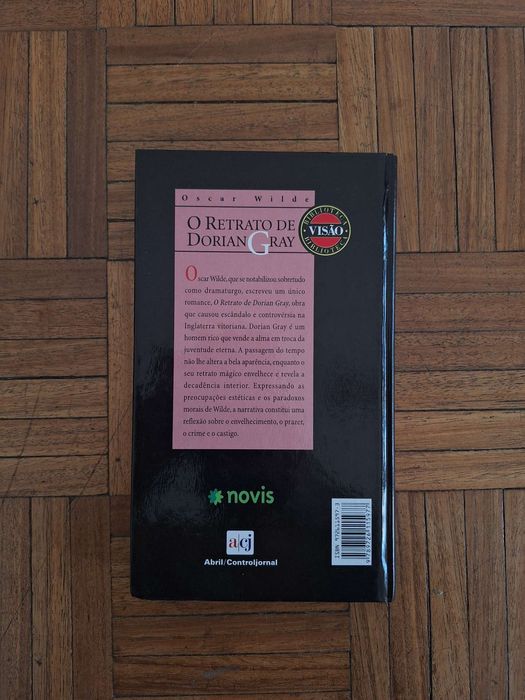 Oscar Wilde
O RETRATO DE
DORIAN GRAY
BIBLIOTECA
VISÃO
BIBLIOTECA
Oscar Wilde, que se notabilizou sobretudo
como dramaturgo, escreveu um único
romance, O Retrato de Dorian Gray, obra
que causou escândalo e controvérsia na
Inglaterra vitoriana. Dorian Gray é um
homem rico que vende a alma em troca da
juventude eterna. A passagem do tempo
não lhe altera a bela aparência, enquanto o
seu retrato mágico envelhece e revela a
decadência interior. Expressando as
preocupações estéticas e os paradoxos
morais de Wilde, a narrativa constitui uma
reflexão sobre o envelhecimento, o prazer,
o crime e o castigo.
novis
a|cj
Abril/Controljornal